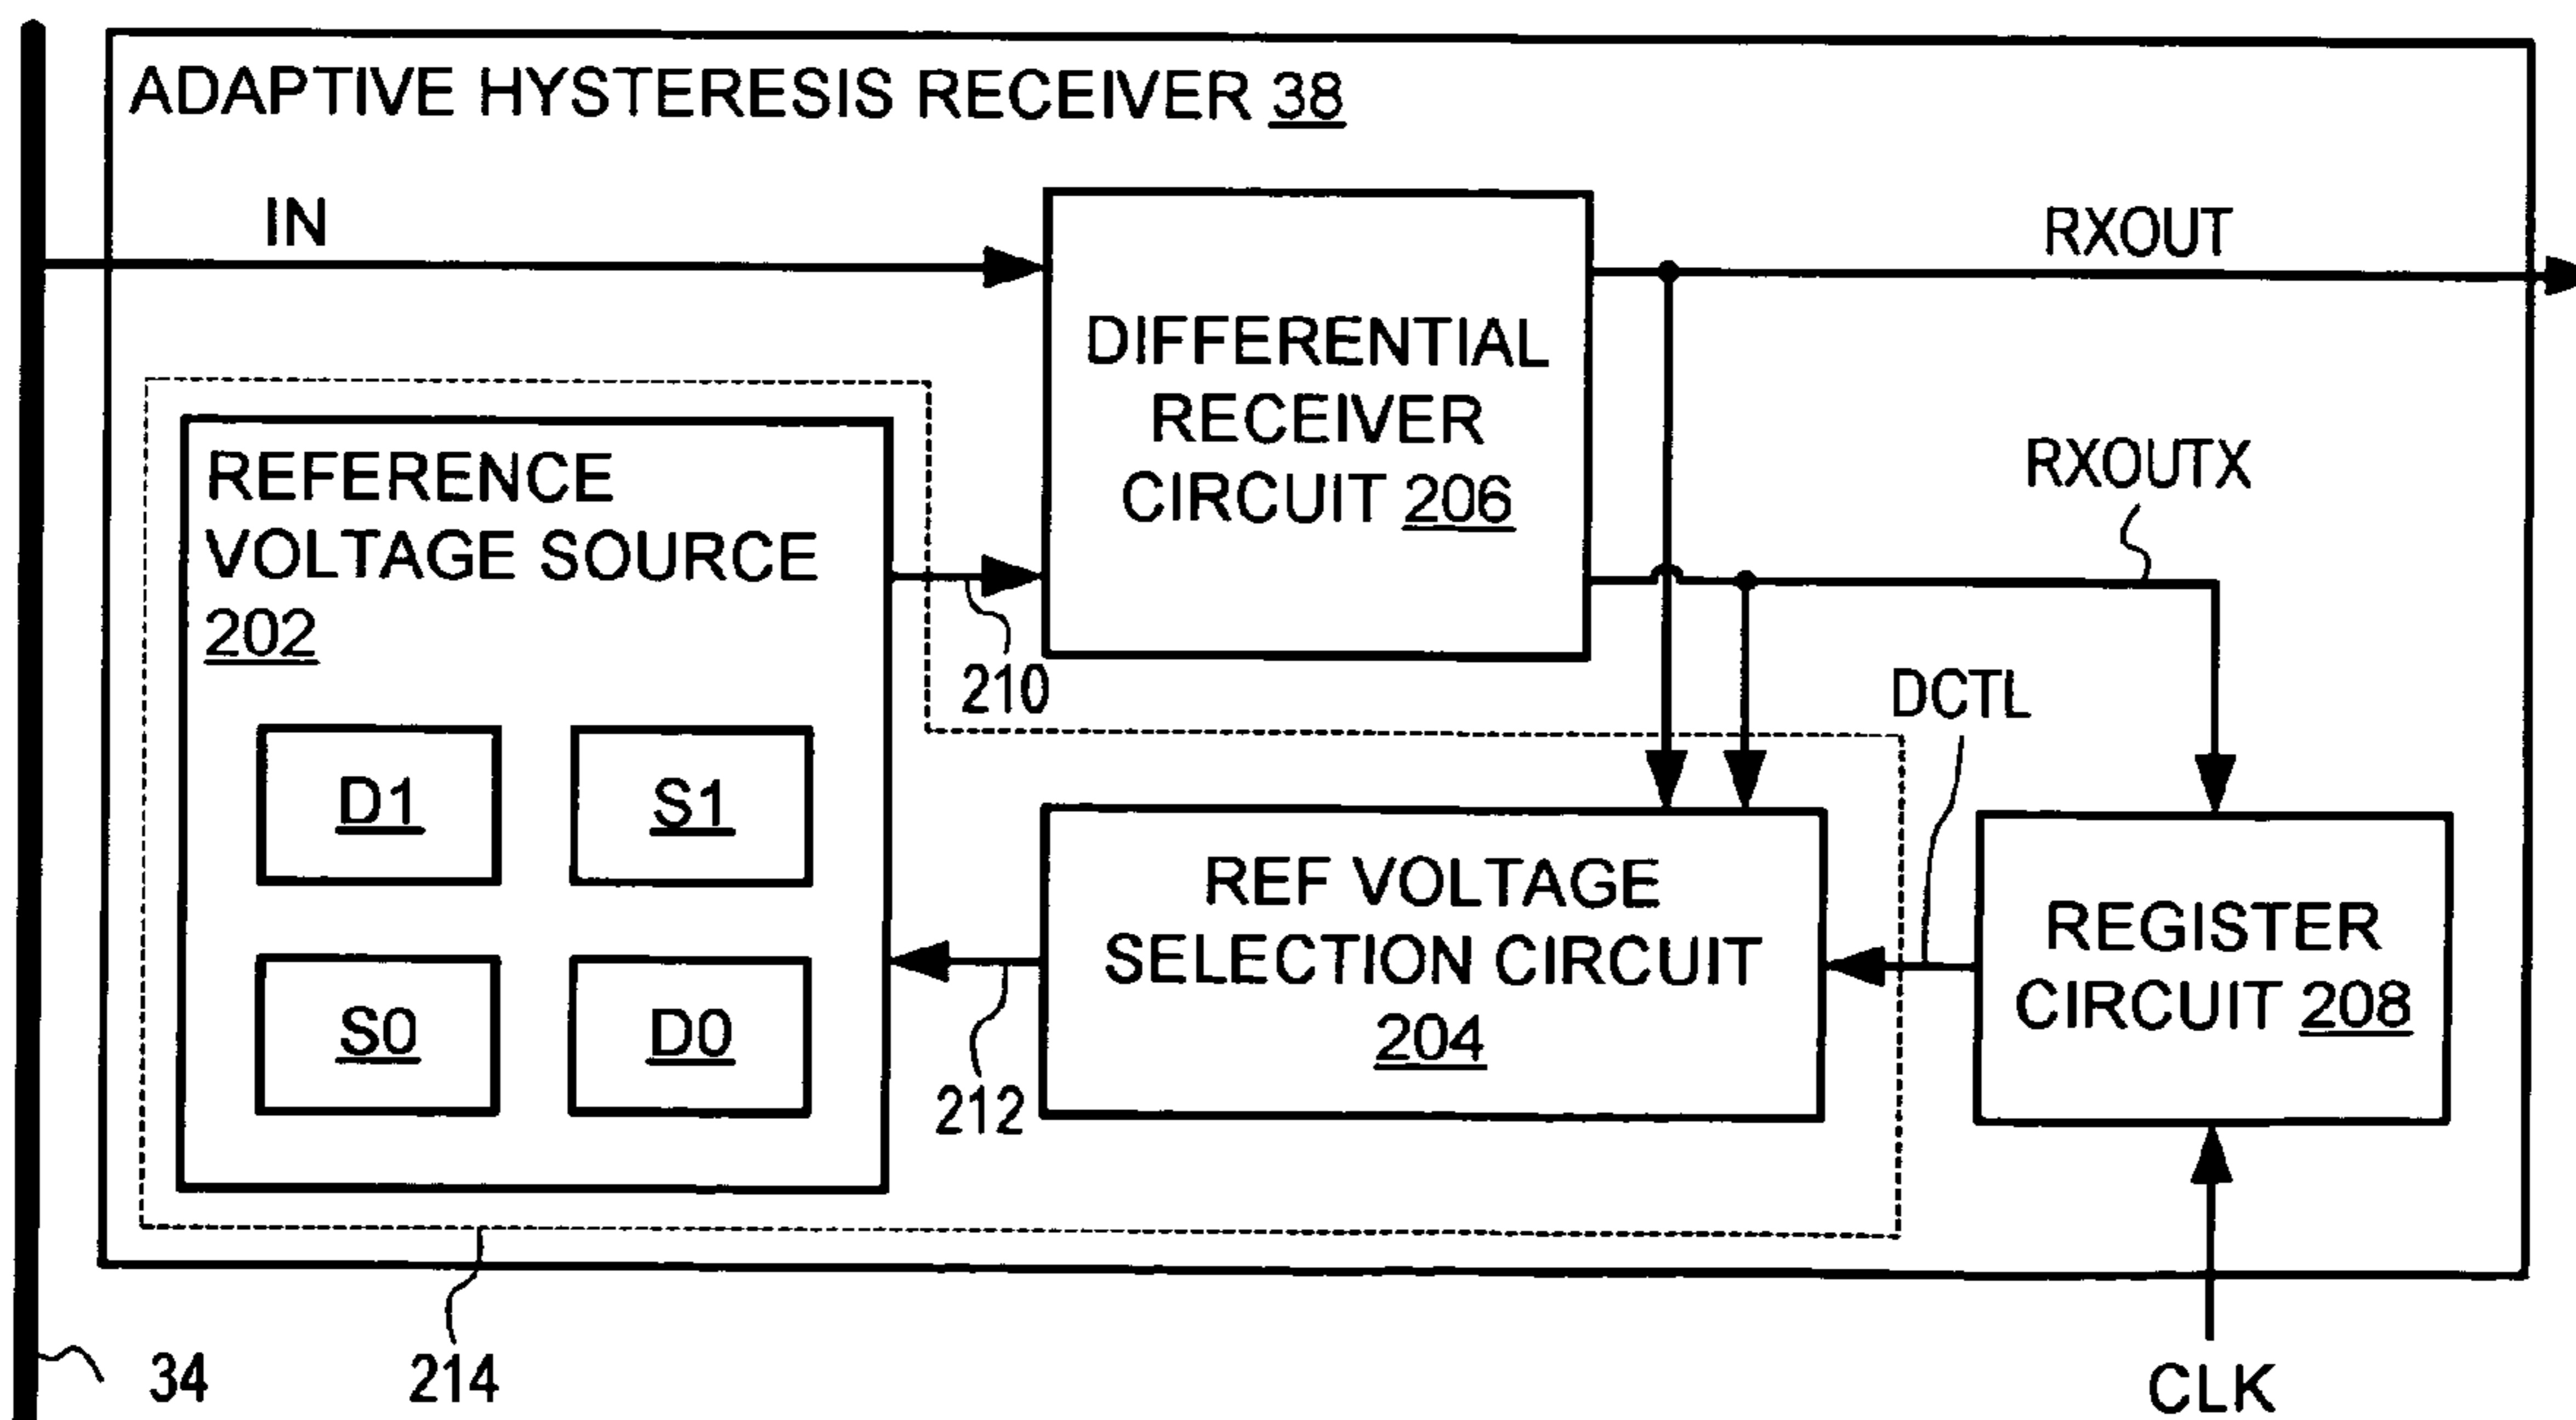 ADAPTIVE HYSTERESIS RECEIVER 38
IN
RXOUT
DIFFERENTIAL
RECEIVER
CIRCUIT 206
RXOUTX
REFERENCE
VOLTAGE SOURCE
202
210
DCTL
D1
S1
S0
D0
REF VOLTAGE
SELECTION CIRCUIT
204
REGISTER
CIRCUIT 208
212
34
214
CLK